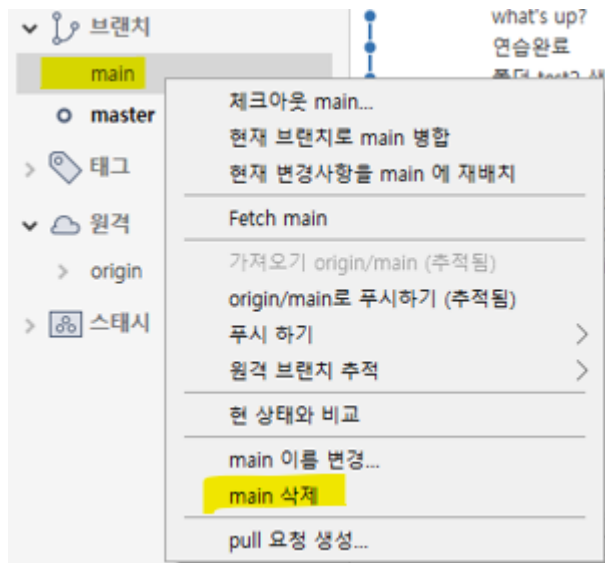 브랜치
main
master
태그
원격
origin
스태시
what's up?
연습완료
체크아웃 main...
현재 브랜치로 main 병합
현재 변경사항을 main 에 재배치
Fetch main
가져오기 origin/main (추적됨)
origin/main로 푸시하기 (추적됨)
푸시 하기
원격 브랜치 추적
현 상태와 비교
main 이름 변경...
main 삭제
pull 요청 생성...